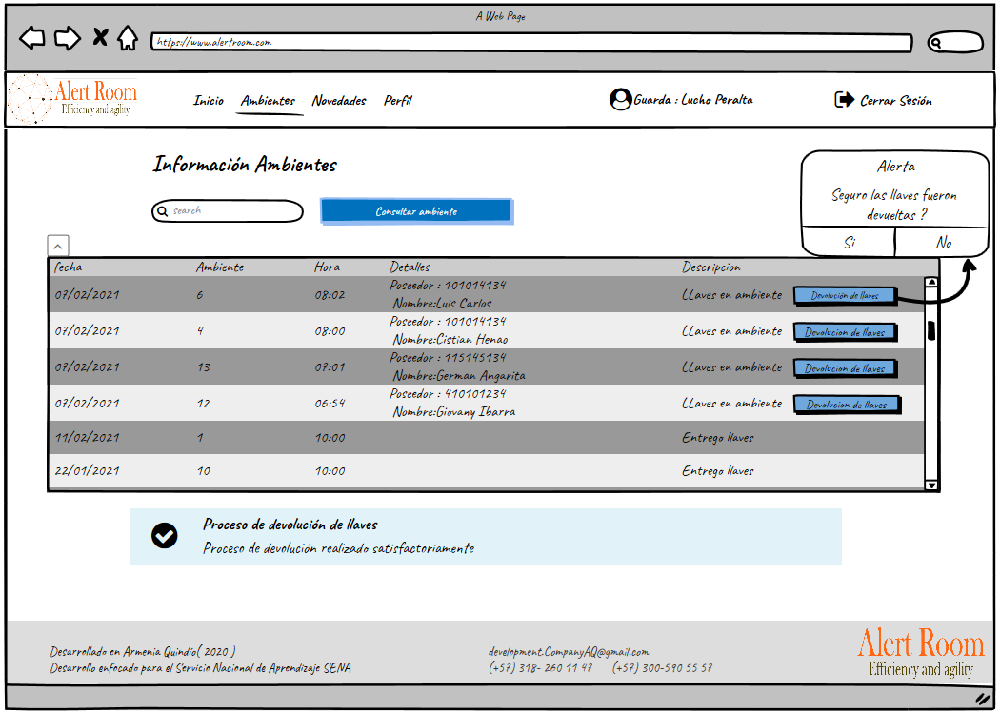 A Web Page
https://www.alertroom.com
Alert Room
Efficiency and agility
Inicio Ambientes Novedades Perfil
Guarda : Lucho Peralta
Cerrar Sesión
Información Ambientes
Alerta
Seguro las llaves fueron
devueltas ?
Si No
search
Consultar ambiente
fecha Ambiente Hora Detalles Descripcion
07/02/2021 6 08:02 Poseedor : 101014134 LLaves en ambiente Devolución de llaves
Nombre:Luis Carlos
07/02/2021 4 08:00 Poseedor : 101014134 LLaves en ambiente Devolucion de llaves
Nombre:Cistian Henao
07/02/2021 13 07:01 Poseedor : 115145134 LLaves en ambiente Devolucion de llaves
Nombre:German Angarita
07/02/2021 12 06:54 Poseedor : 410101234 LLaves en ambiente Devolucion de llaves
Nombre:Giovany Ibarra
11/02/2021 1 10:00 Entrego llaves
22/01/2021 10 10:00 Entrego llaves
Proceso de devolución de llaves
Proceso de devolución realizado satisfactoriamente
Desarrollado en Armenia Quindío( 2020 )
Desarrollo enfocado para el Servicio Nacional de Aprendizaje SENA
development.CompanyAQ@gmail.com
(+57) 318- 260 11 47 (+57) 300-590 55 57
Alert Room
Efficiency and agility